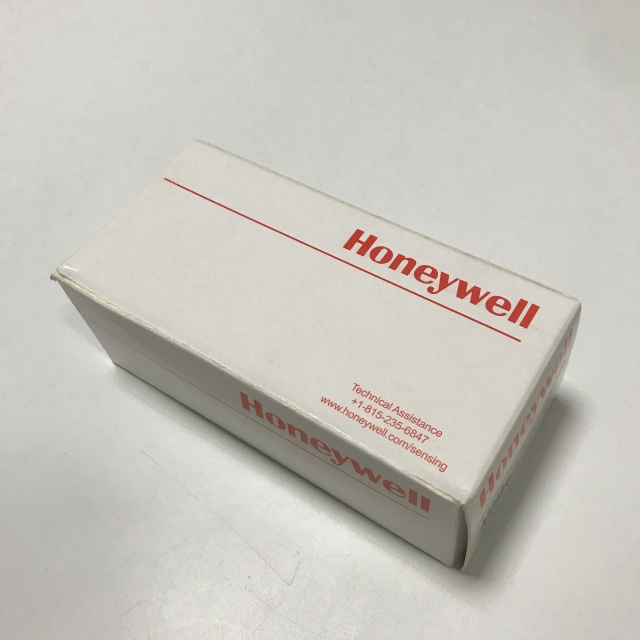 Honeywell
Technical Assistance
+1-815-235-6847
www.honeywell.com/sensing
Honeywell
Honeywell